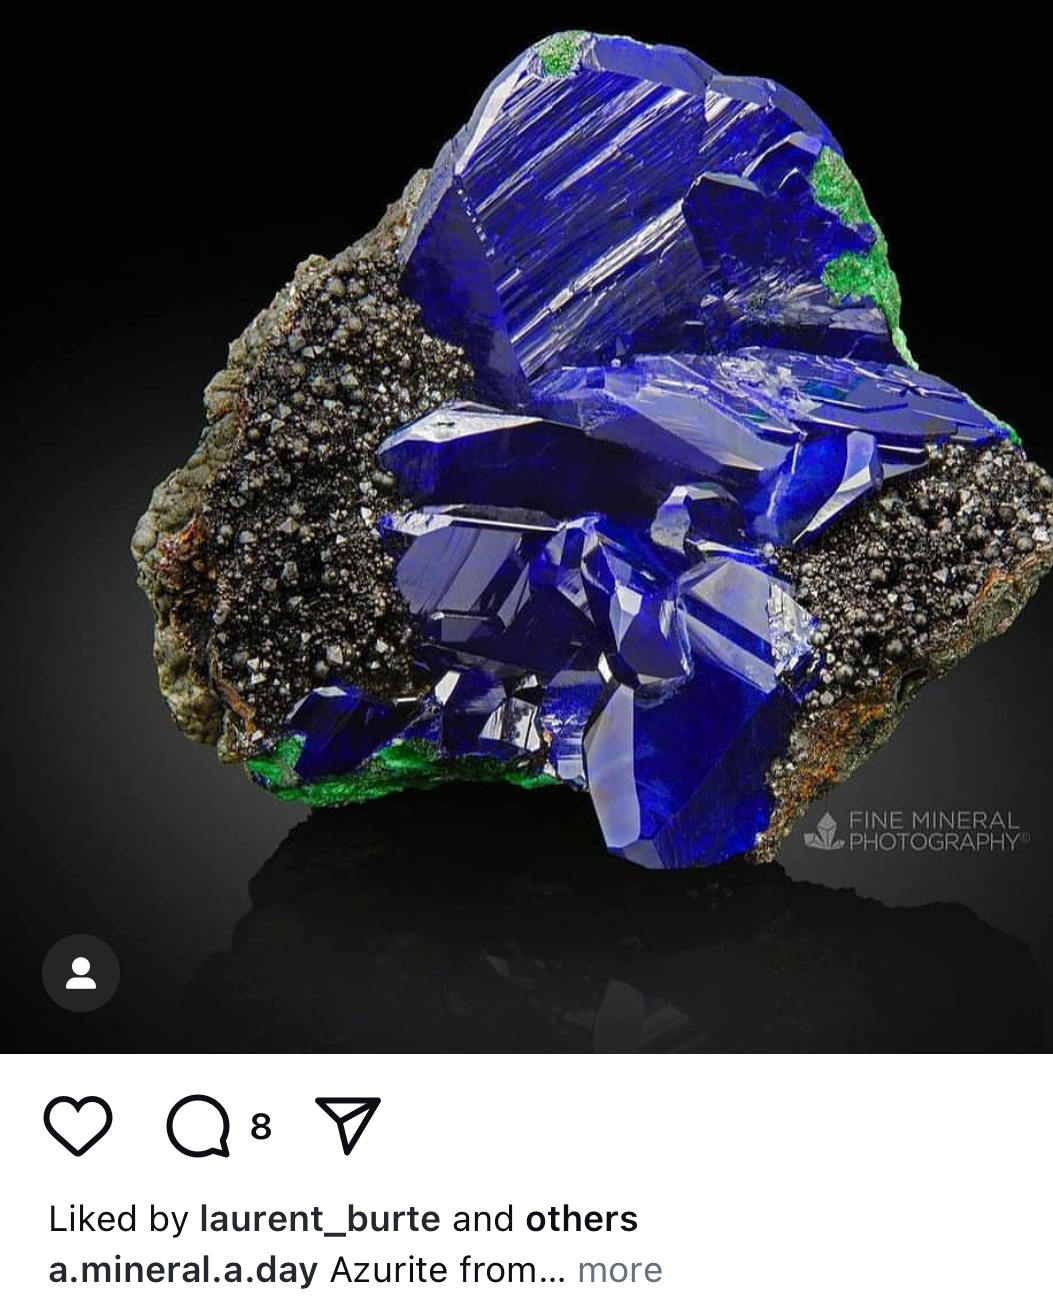 FINE MINERAL
PHOTOGRAPHY©
8
Liked by laurent_burte and others
a.mineral.a.day Azurite from... more